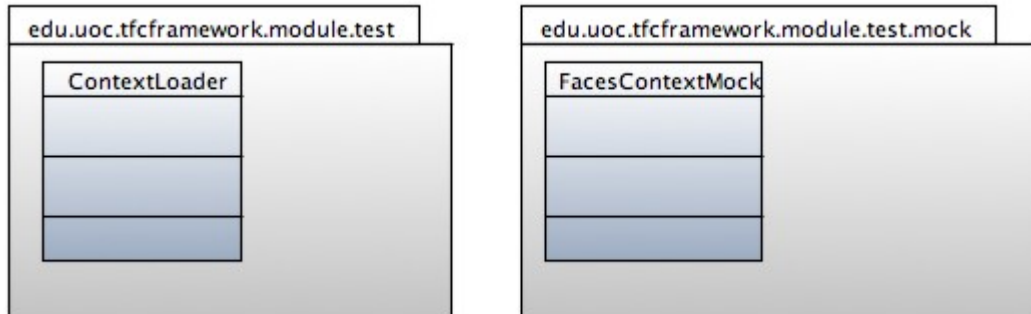 edu.uoc.tfcframework.module.test
ContextLoader
edu.uoc.tfcframework.module.test.mock
FacesContextMock